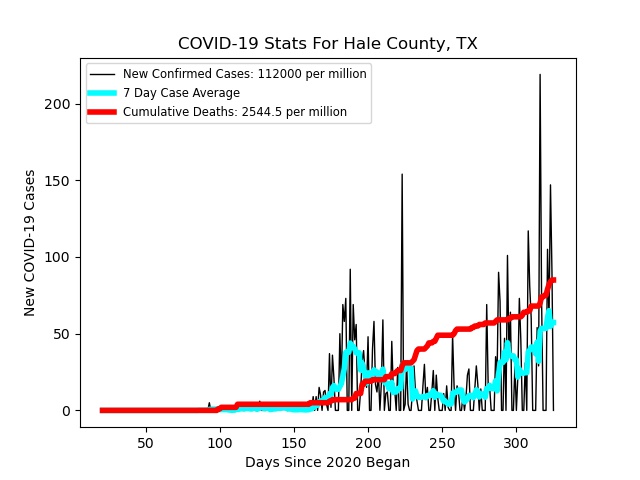 COVID-19 Stats For Hale County, TX
New Confirmed Cases: 112000 per million
7 Day Case Average
Cumulative Deaths: 2544.5 per million
New COVID-19 Cases
200
150
100
50
0
50 100 150 200 250 300
Days Since 2020 Began